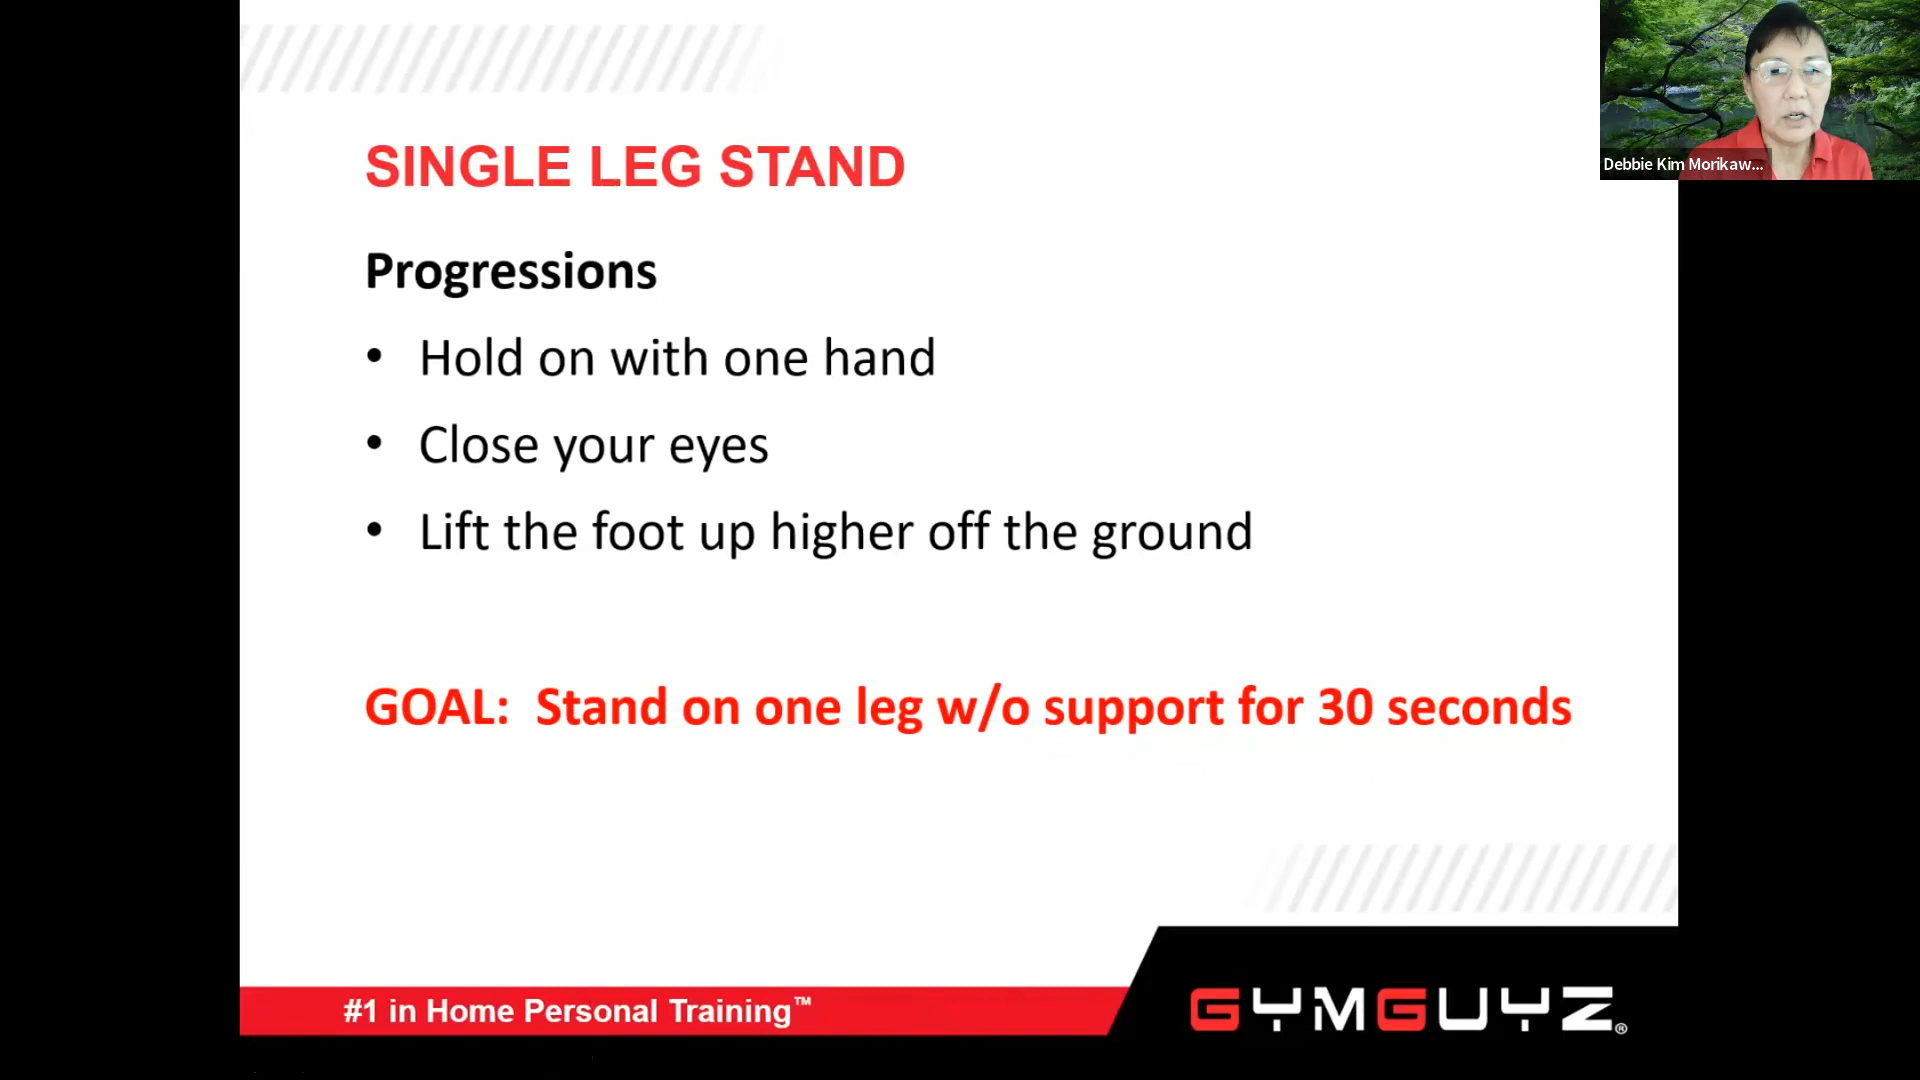 SINGLE LEG STAND
Progressions
• Hold on with one hand
• Close your eyes
• Lift the foot up higher off the ground
GOAL: Stand on one leg w/o support for 30 seconds
#1 in Home Personal Training™
GYMGUYZ®
Debbie Kim Morikaw...